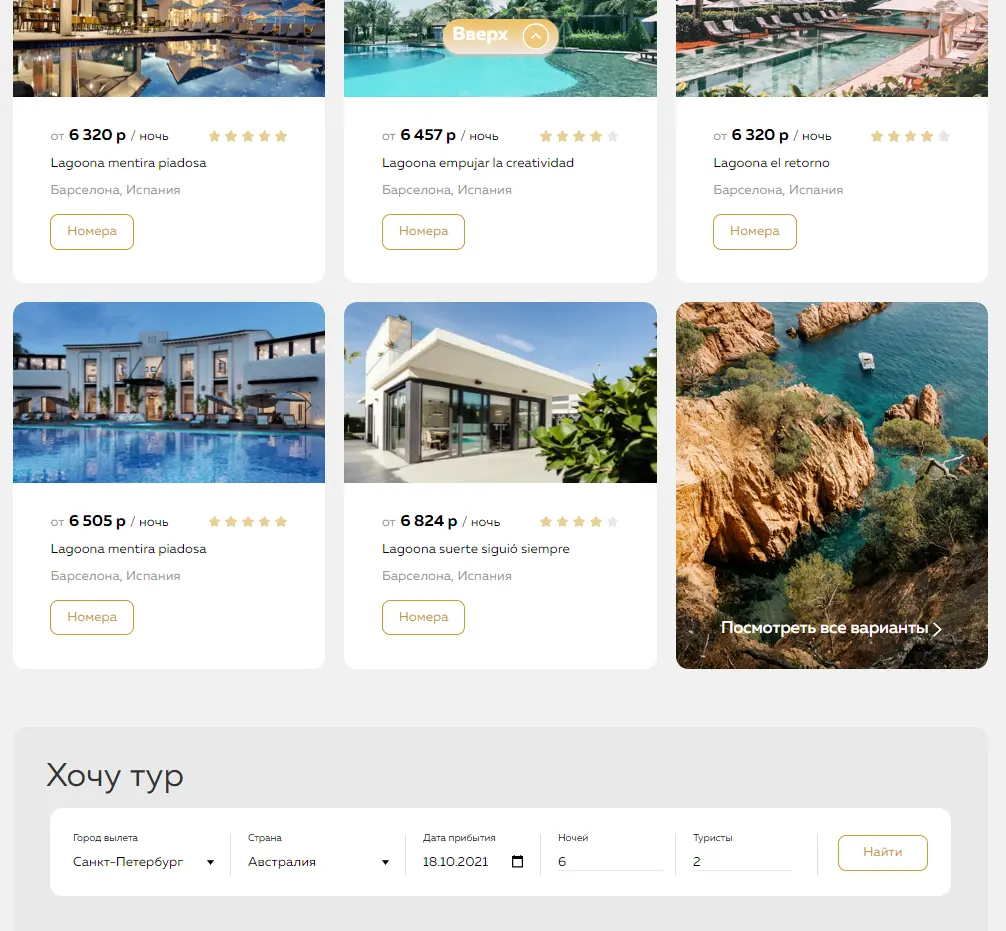 Вверх
от 6 320 р / ночь
Lagoona mentira piadosa
Барселона, Испания
Номера
от 6 457 р / ночь
Lagoona empujar la creatividad
Барселона, Испания
Номера
от 6 320 р / ночь
Lagoona el retorno
Барселона, Испания
Номера
от 6 505 р / ночь
Lagoona mentira piadosa
Барселона, Испания
Номера
от 6 824 р / ночь
Lagoona suerte siguió siempre
Барселона, Испания
Номера
Посмотреть все варианты
Хочу тур
Город вылета
Санкт-Петербург
Страна
Австралия
Дата прибытия
18.10.2021
Ночей
6
Туристы
2
Найти